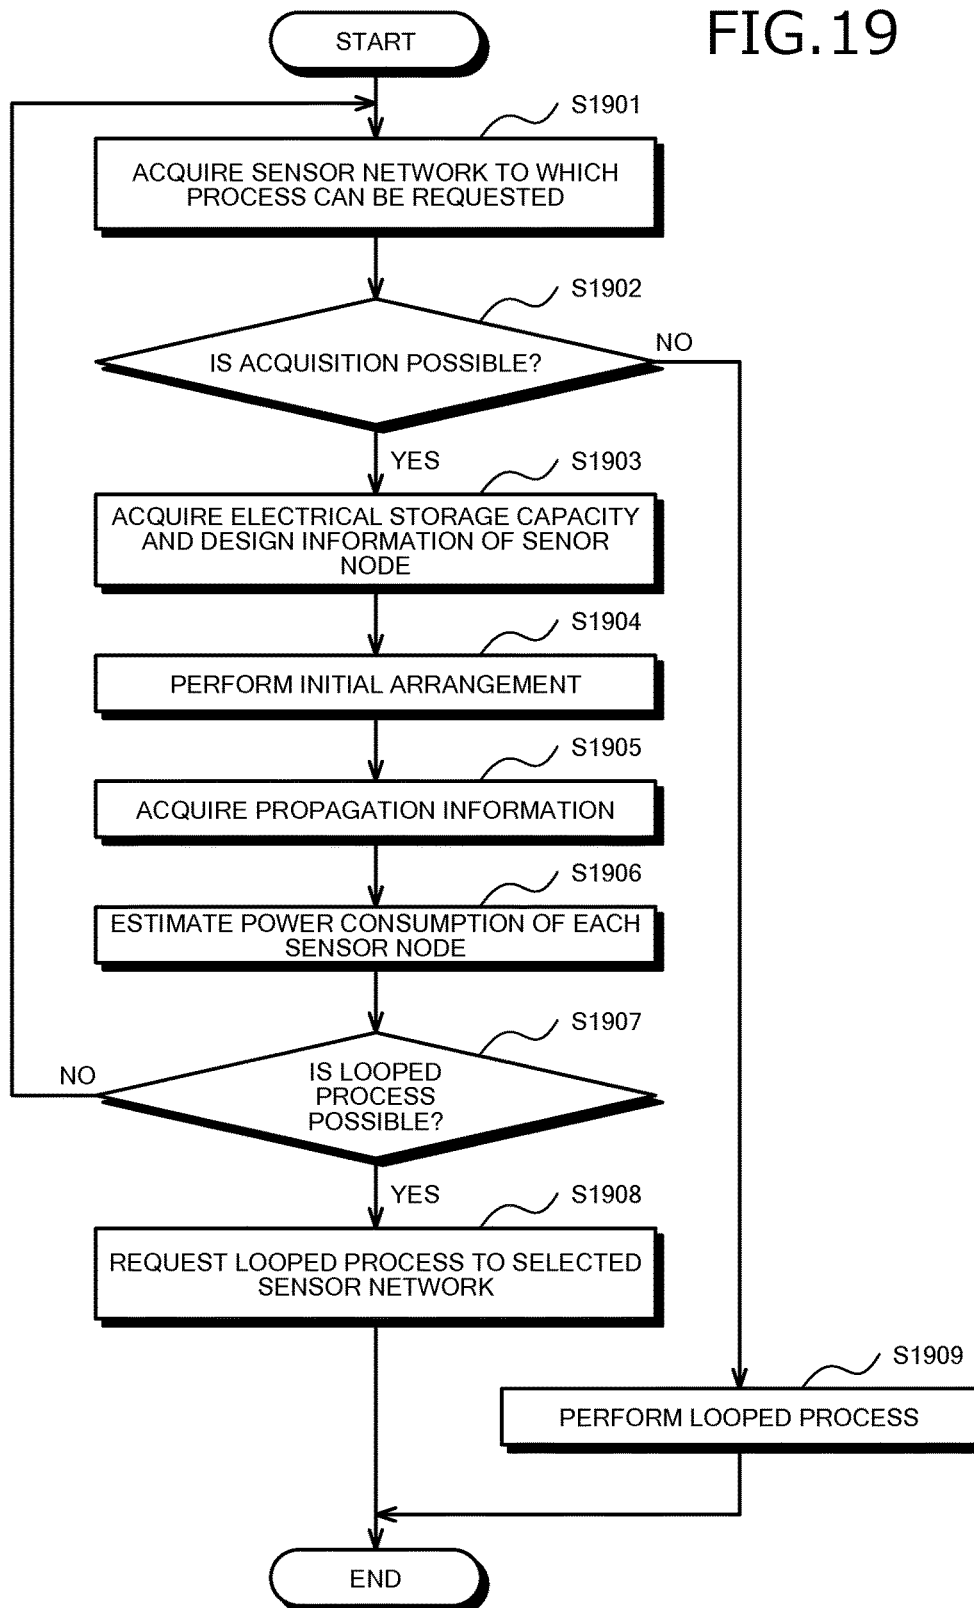 FIG.19
START
S1901
ACQUIRE SENSOR NETWORK TO WHICH
PROCESS CAN BE REQUESTED
S1902
IS ACQUISITION POSSIBLE?
NO
YES
S1903
ACQUIRE ELECTRICAL STORAGE CAPACITY
AND DESIGN INFORMATION OF SENOR
NODE
S1904
PERFORM INITIAL ARRANGEMENT
S1905
ACQUIRE PROPAGATION INFORMATION
S1906
ESTIMATE POWER CONSUMPTION OF EACH
SENSOR NODE
S1907
IS LOOPED
PROCESS
POSSIBLE?
NO
YES
S1908
REQUEST LOOPED PROCESS TO SELECTED
SENSOR NETWORK
S1909
PERFORM LOOPED PROCESS
END